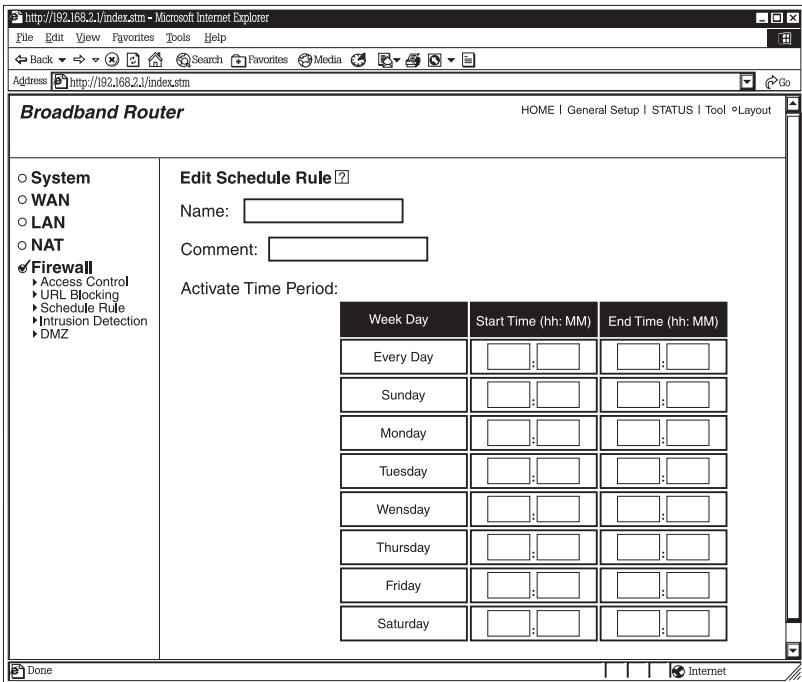 http://192.168.2.1/index.stm - Microsoft Internet Explorer
File Edit View Favorites Tools Help
Back Search Favorites Media
Address http://192.168.2.1/index.stm Go
Broadband Router
HOME | General Setup | STATUS | Tool Layout
System
WAN
LAN
NAT
Firewall
Access Control
URL Blocking
Schedule Rule
Intrusion Detection
DMZ
Edit Schedule Rule ?
Name:
Comment:
Activate Time Period:
Week Day Start Time (hh: MM) End Time (hh: MM)
Every Day : :
Sunday : :
Monday : :
Tuesday : :
Wensday : :
Thursday : :
Friday : :
Saturday : :
Done Internet